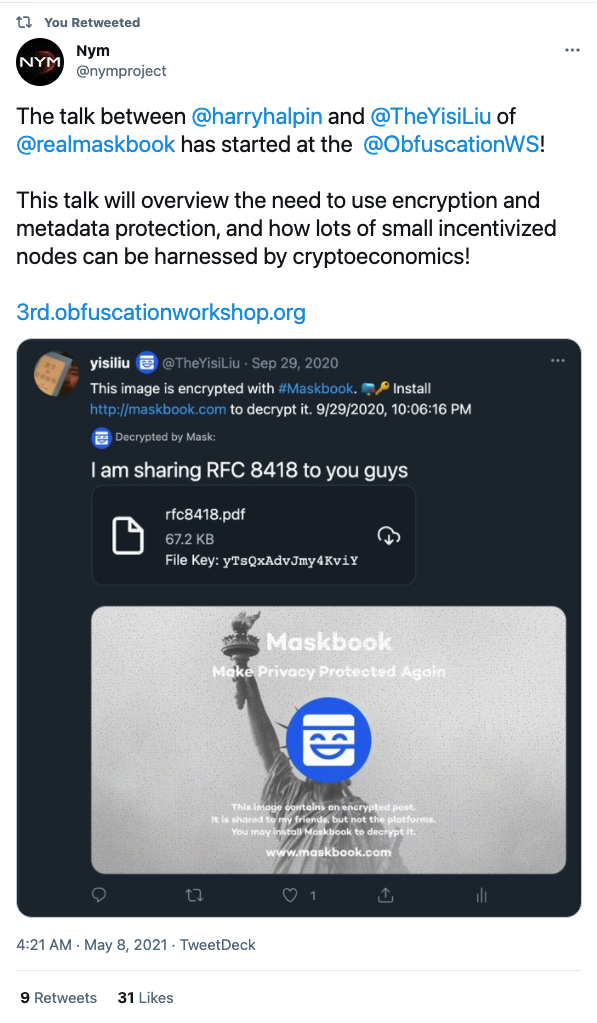 You Retweeted
NYM
Nym
@nymproject
The talk between @harryhalpin and @TheYisiLiu of
@realmaskbook has started at the @ObfuscationWS!
This talk will overview the need to use encryption and
metadata protection, and how lots of small incentivized
nodes can be harnessed by cryptoeconomics!
3rd.obfuscationworkshop.org
yisiliu @TheYisiLiu · Sep 29, 2020
This image is encrypted with #Maskbook. Install
http://maskbook.com to decrypt it. 9/29/2020, 10:06:16 PM
Decrypted by Mask:
I am sharing RFC 8418 to you guys
rfc8418.pdf
67.2 KB
File Key: yTsQxAdvJmy4KviY
Maskbook
Make Privacy Protected Again
This image contains an encrypted post.
It is shared to my friends, but not the platforms.
You may install Maskbook to decrypt it.
www.maskbook.com
1
4:21 AM · May 8, 2021 · TweetDeck
9 Retweets 31 Likes